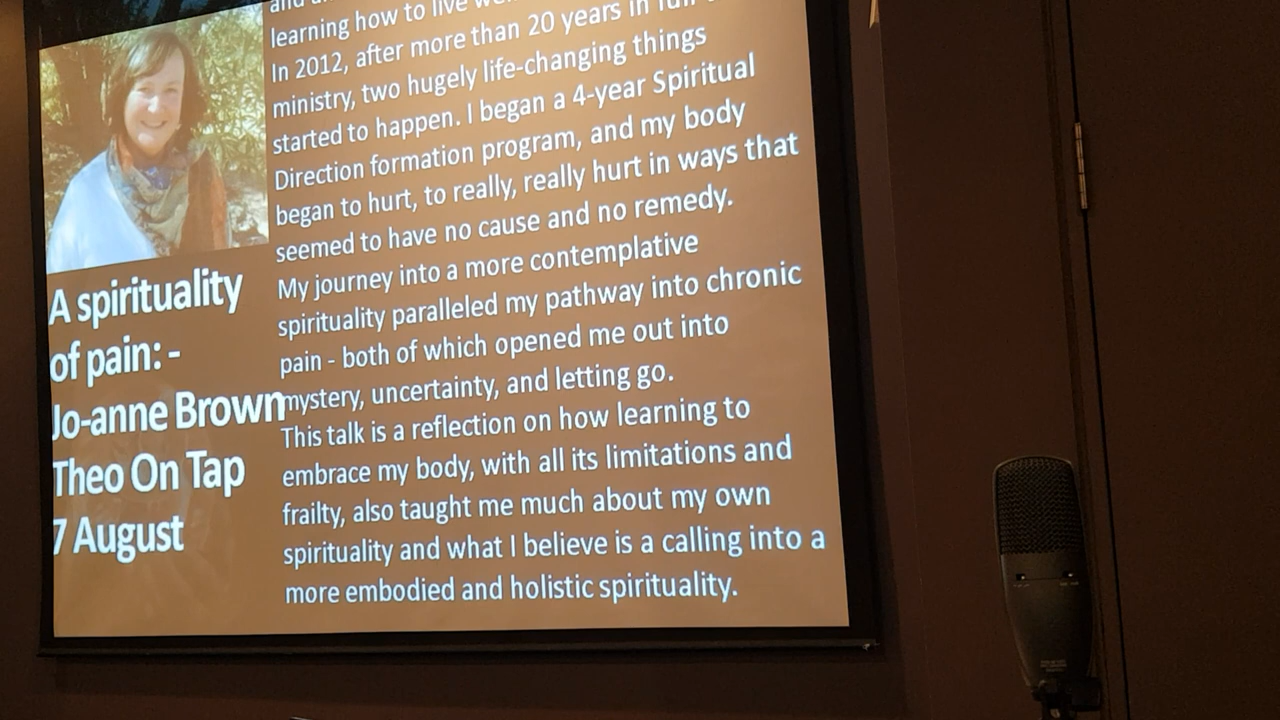 learning how to live
In 2012, after more than 20 years in full
ministry, two hugely life-changing things
started to happen. I began a 4-year Spiritual
Direction formation program, and my body
began to hurt, to really, really hurt in ways that
seemed to have no cause and no remedy.
My journey into a more contemplative
spirituality paralleled my pathway into chronic
pain - both of which opened me out into
mystery, uncertainty, and letting go.
This talk is a reflection on how learning to
embrace my body, with all its limitations and
frailty, also taught me much about my own
spirituality and what I believe is a calling into a
more embodied and holistic spirituality.
A spirituality
of pain: -
Jo-anne Brown
Theo On Tap
7 August